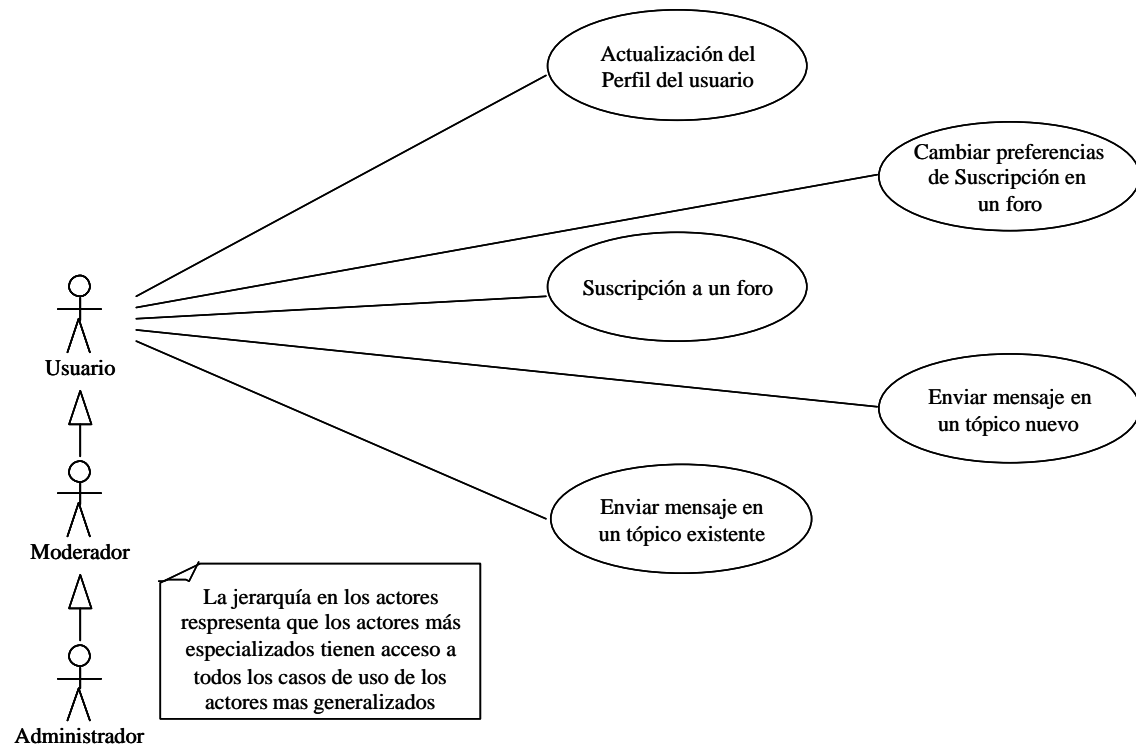 Actualización del
Perfil del usuario
Cambiar preferencias
de Suscripción en
un foro
Suscripción a un foro
Usuario
Enviar mensaje en
un tópico nuevo
Enviar mensaje en
un tópico existente
Moderador
La jerarquía en los actores
respresenta que los actores más
especializados tienen acceso a
todos los casos de uso de los
actores mas generalizados
Administrador